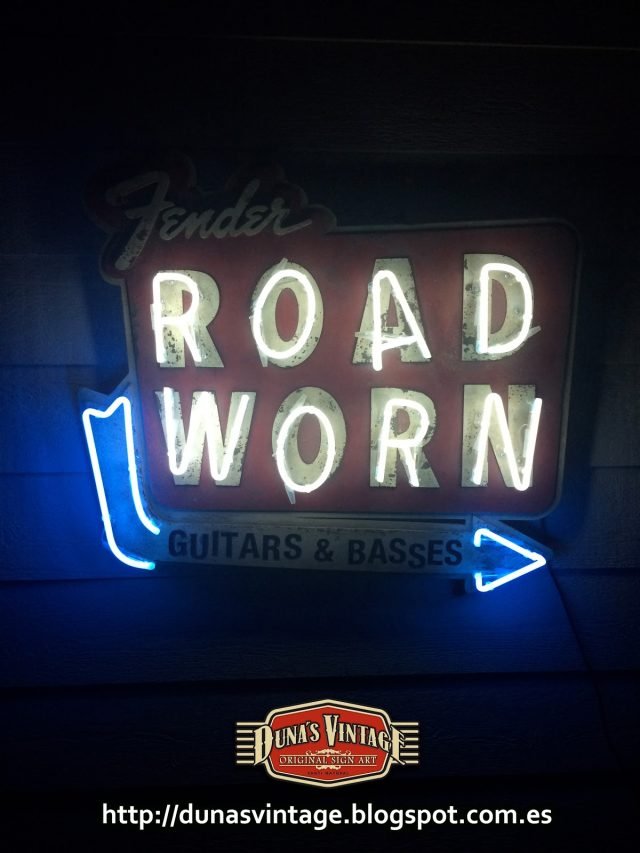 Fender
ROAD
WORN
GUITARS & BASSES
DUNA'S VINTAGE
ORIGINAL SIGN ART
http://dunasvintage.blogspot.com.es